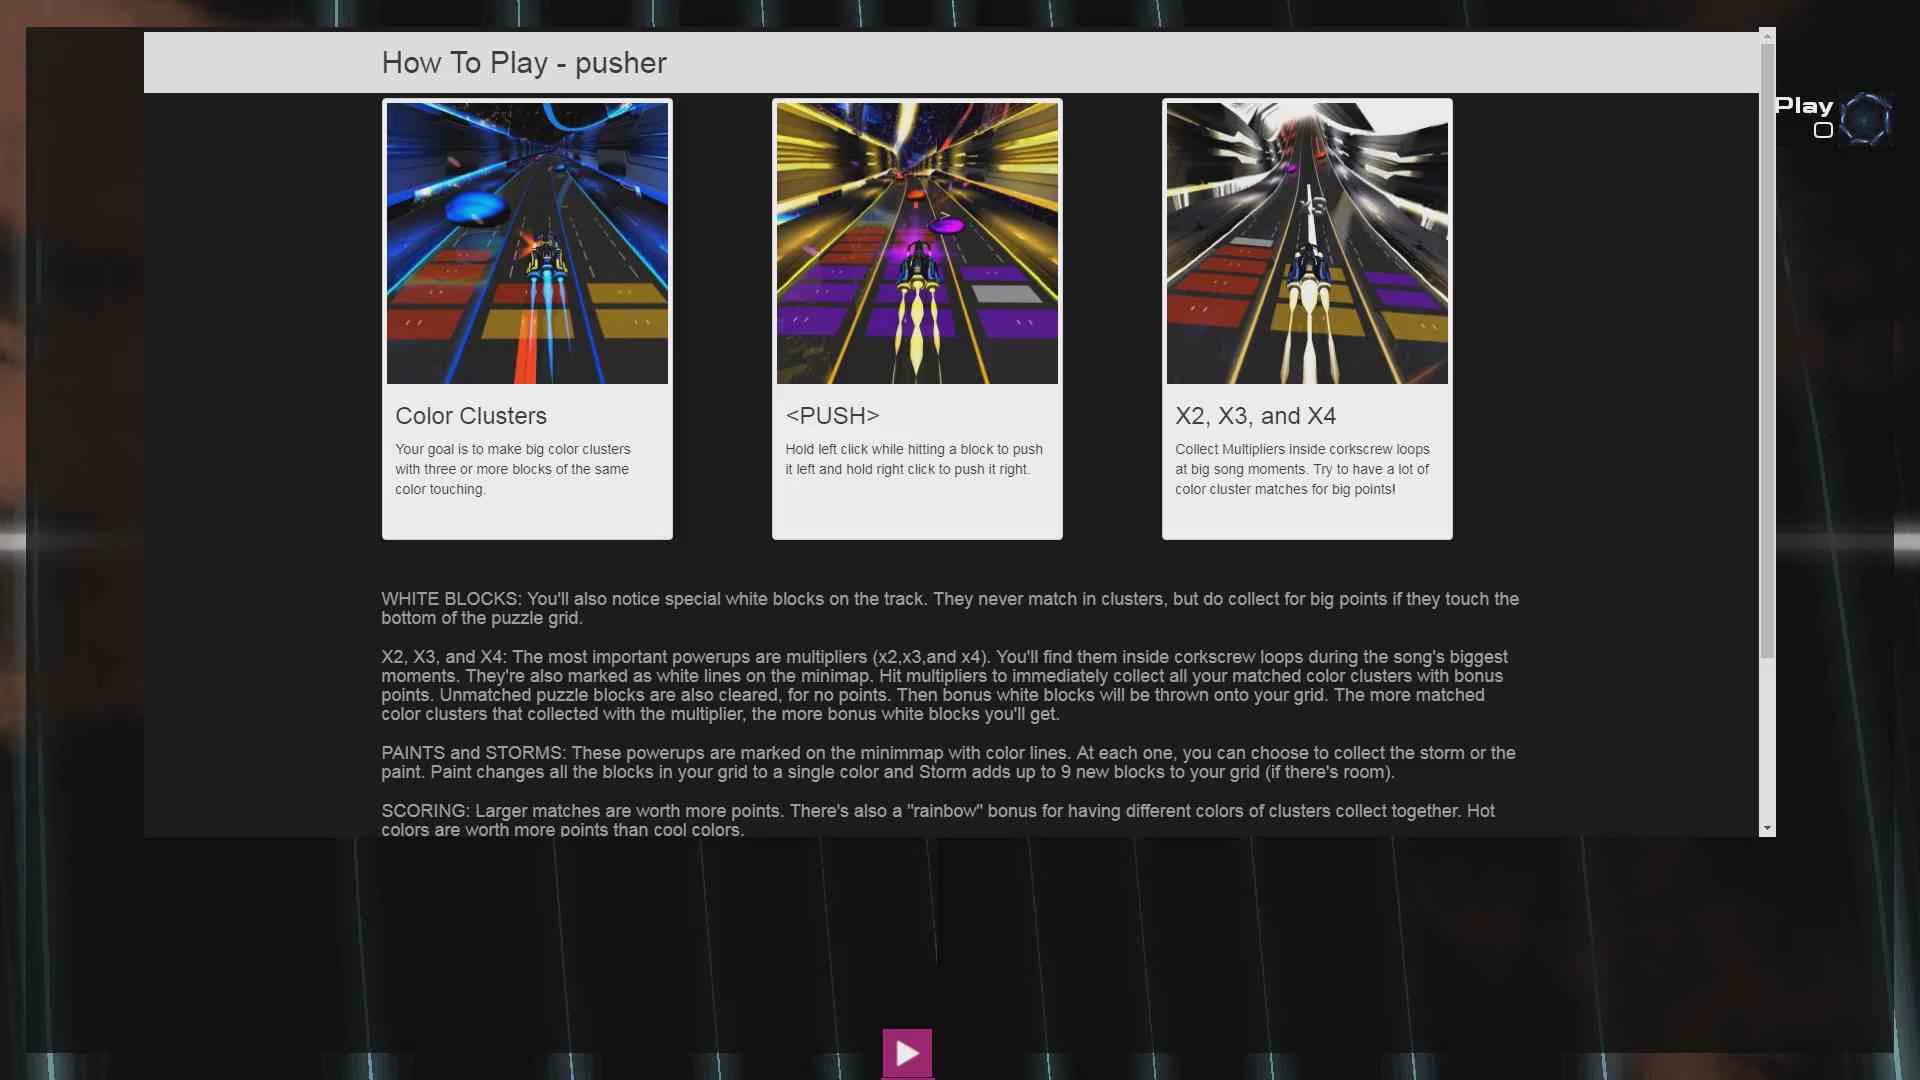 How To Play - pusher
Play
Color Clusters
Your goal is to make big color clusters
with three or more blocks of the same
color touching.
<PUSH>
Hold left click while hitting a block to push
it left and hold right click to push it right.
X2, X3, and X4
Collect Multipliers inside corkscrew loops
at big song moments. Try to have a lot of
color cluster matches for big points!
WHITE BLOCKS: You'll also notice special white blocks on the track. They never match in clusters, but do collect for big points if they touch the
bottom of the puzzle grid.
X2, X3, and X4: The most important powerups are multipliers (x2,x3,and x4). You'll find them inside corkscrew loops during the song's biggest
moments. They're also marked as white lines on the minimap. Hit multipliers to immediately collect all your matched color clusters with bonus
points. Unmatched puzzle blocks are also cleared, for no points. Then bonus white blocks will be thrown onto your grid. The more matched
color clusters that collected with the multiplier, the more bonus white blocks you'll get.
PAINTS and STORMS: These powerups are marked on the minimmap with color lines. At each one, you can choose to collect the storm or the
paint. Paint changes all the blocks in your grid to a single color and Storm adds up to 9 new blocks to your grid (if there's room).
SCORING: Larger matches are worth more points. There's also a "rainbow" bonus for having different colors of clusters collect together. Hot
colors are worth more points than cool colors.